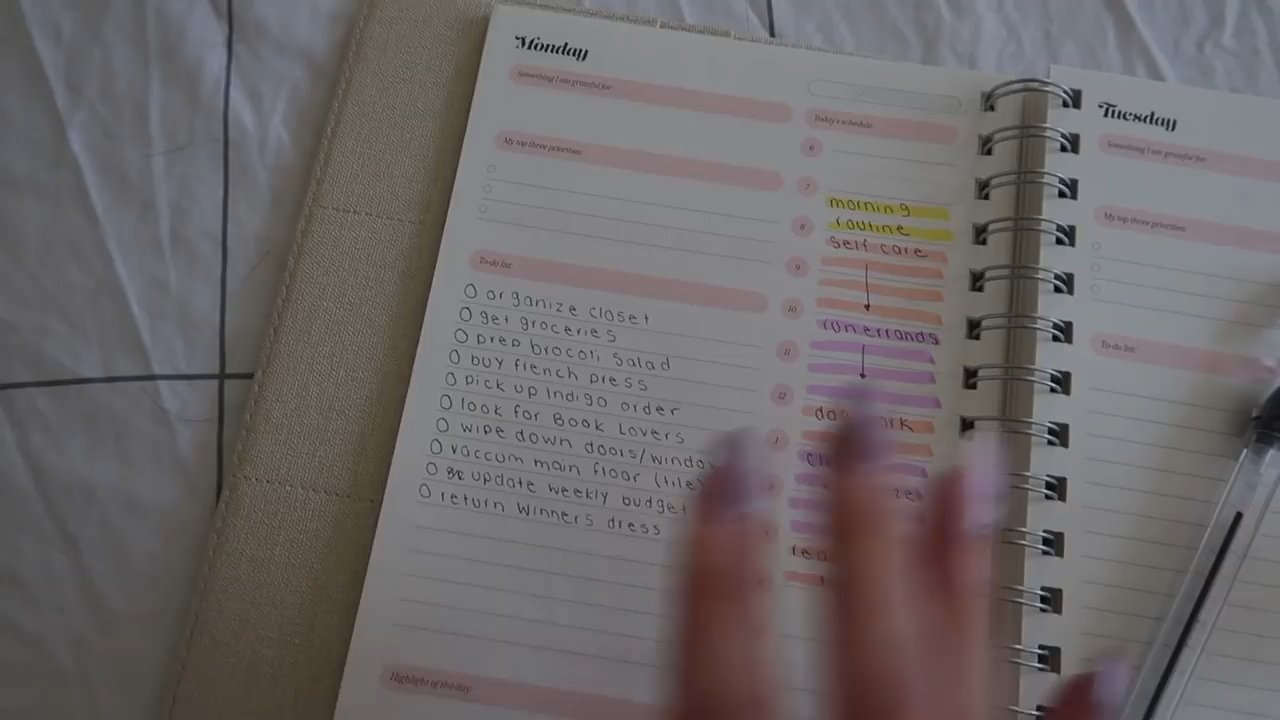 Monday
Something I am grateful for:
My top three priorities:
To-do list:
O organize closet
O get groceries
O prep brocoli salad
O buy french press
O pick up Indigo order
O look for Book Lovers
O wipe down doors/window
O vaccum main floor (tile)
O update weekly budget
O return winners dress
Highlight of the day:
Today's schedule:
6
7
morning
8
routine
self care
9
10
run errands
11
12
1
Tuesday
Something I am grateful for:
My top three priorities:
To-do list: